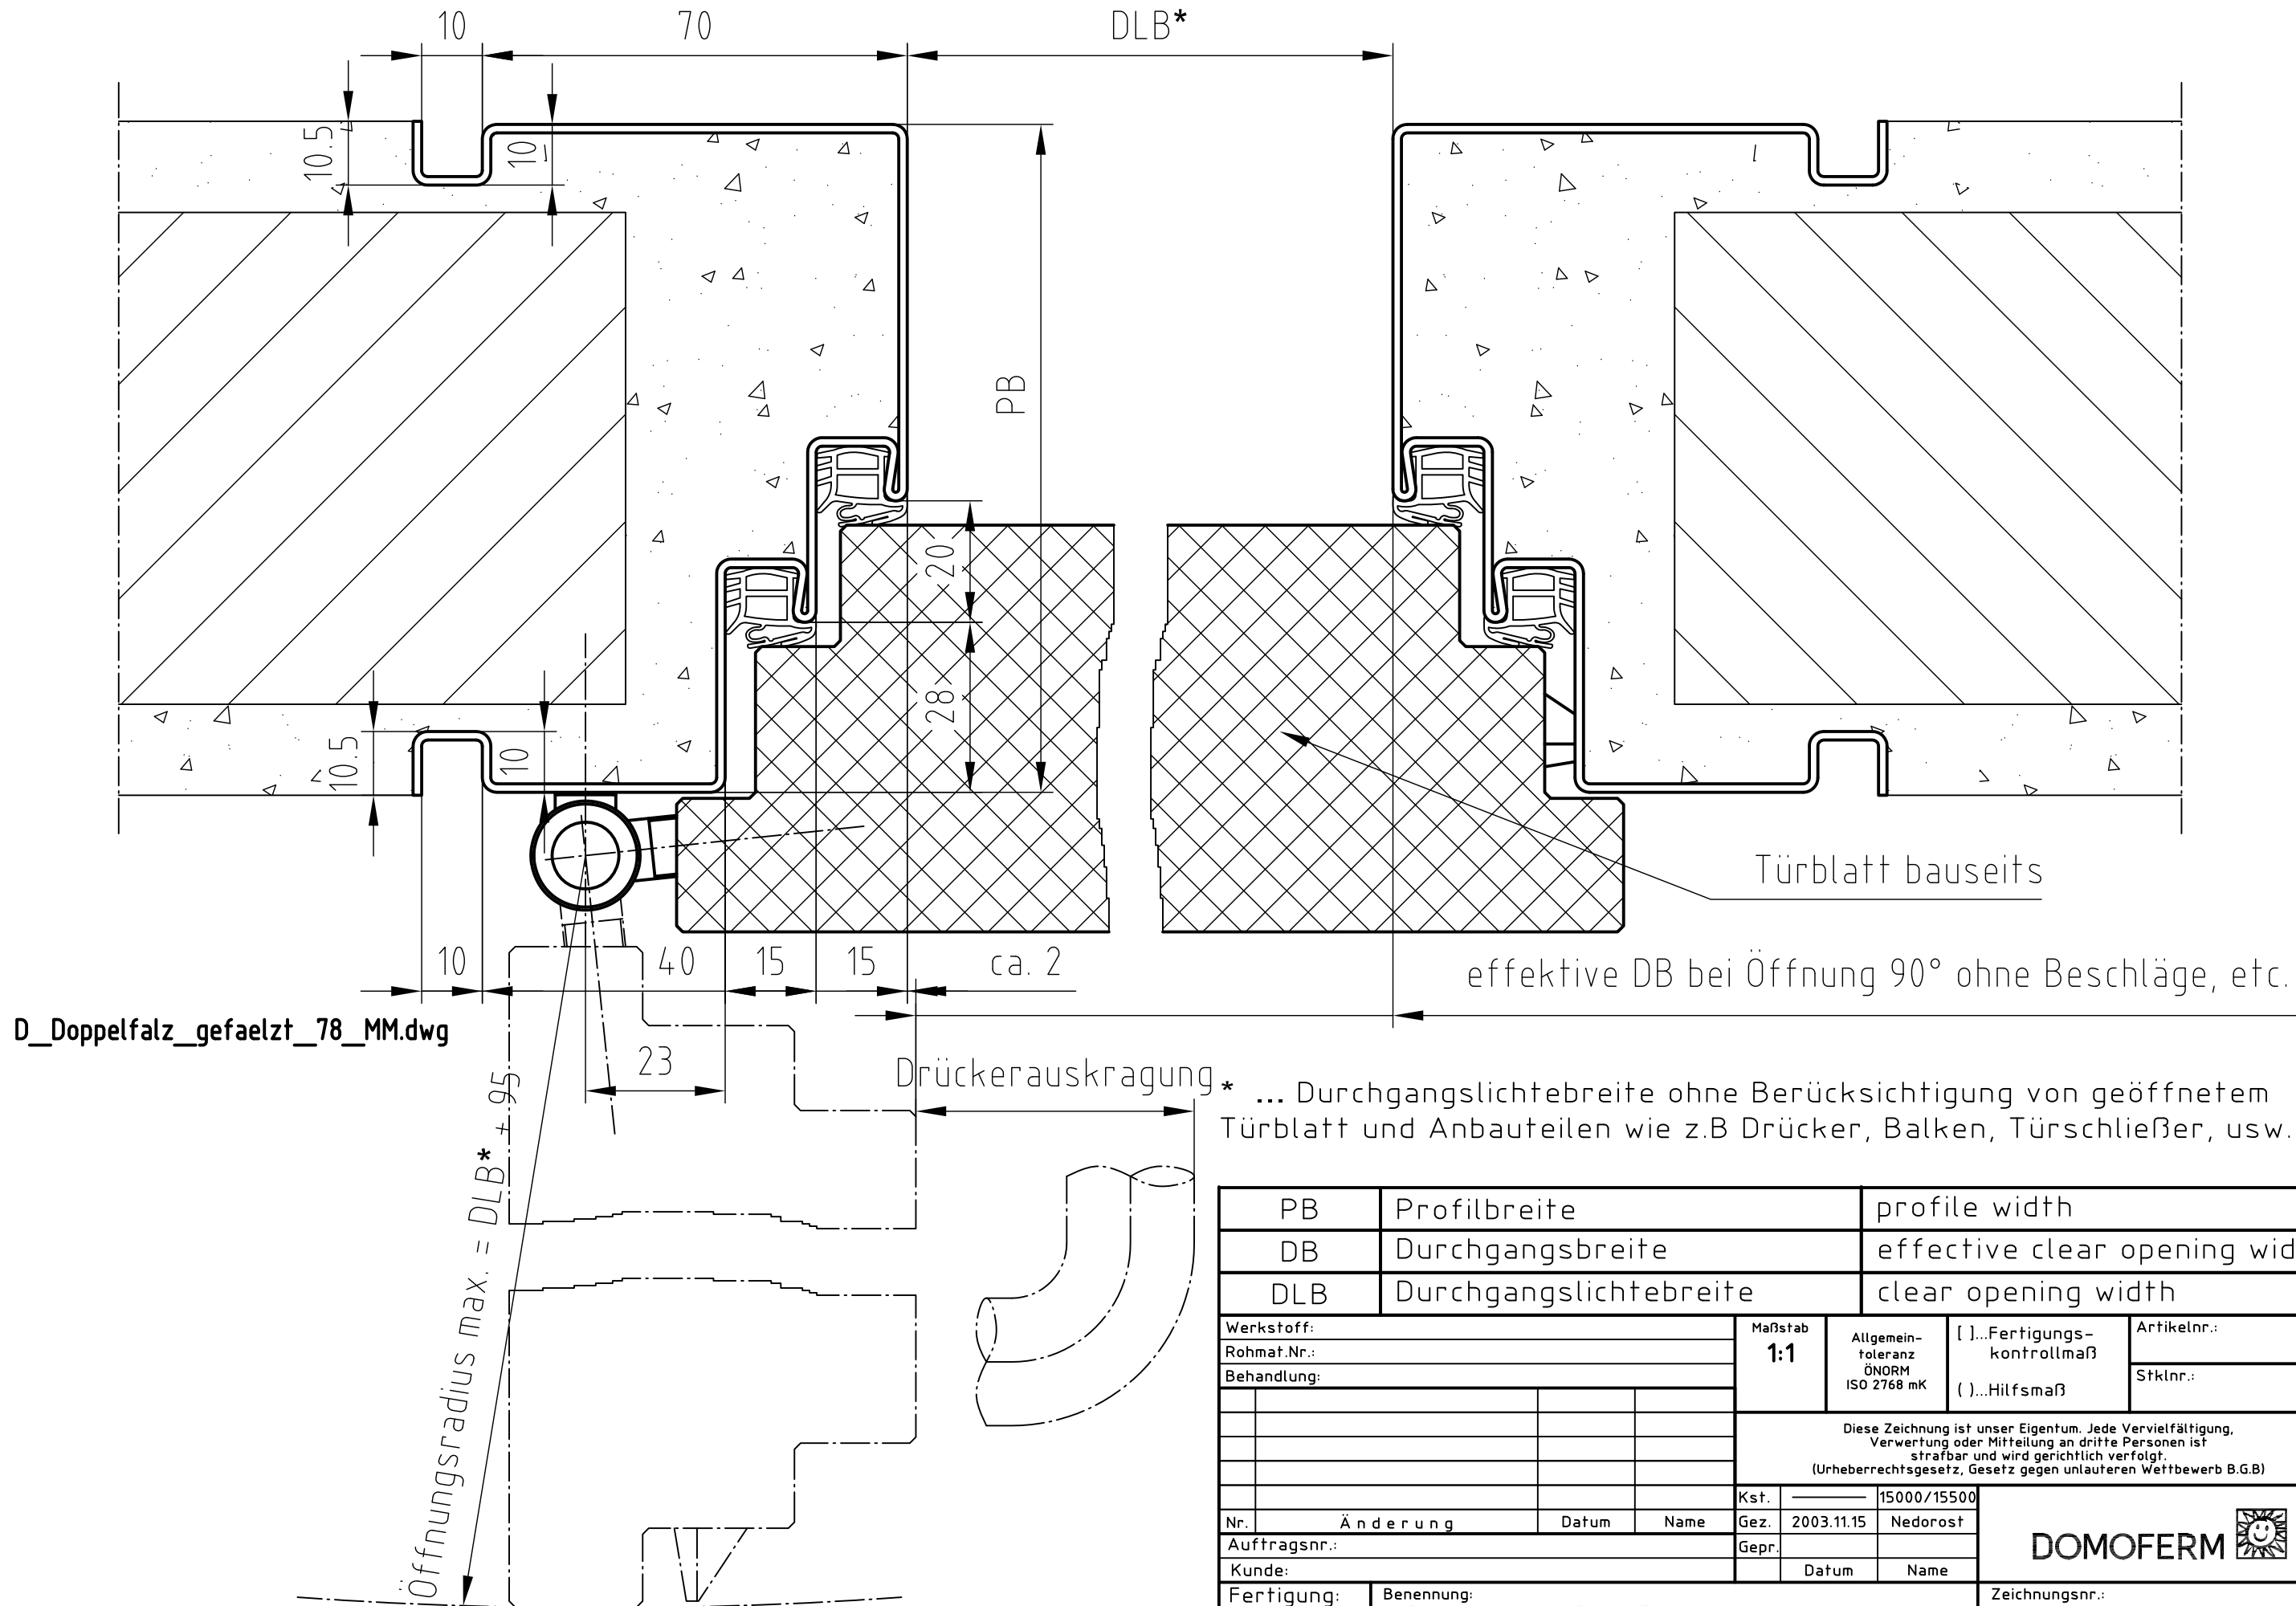 10
70
DLB*
10.5
10
PB
20
28
10.5
10
Türblatt bauseits
10
40
15
15
ca. 2
effektive DB bei Öffnung 90° ohne Beschläge, etc.
D_Doppelfalz_gefaelzt_78_MM.dwg
23
Drückerauskragung
Öffnungsradius max. = DLB* + 95
* ... Durchgangslichtebreite ohne Berücksichtigung von geöffnetem
Türblatt und Anbauteilen wie z.B Drücker, Balken, Türschließer, usw.
PB Profilbreite profile width
DB Durchgangsbreite effective clear opening wid
DLB Durchgangslichtebreite clear opening width
Werkstoff:
Rohmat.Nr.:
Behandlung:
Maßstab
1:1
Allgemein-
toleranz
ÖNORM
ISO 2768 mK
[ ]...Fertigungs-
kontrollmaß
( )...Hilfsmaß
Artikelnr.:
Stklnr.:
Diese Zeichnung ist unser Eigentum. Jede Vervielfältigung,
Verwertung oder Mitteilung an dritte Personen ist
strafbar und wird gerichtlich verfolgt.
(Urheberrechtsgesetz, Gesetz gegen unlauteren Wettbewerb B.G.B)
Kst. 15000/15500
Nr. Änderung Datum Name
Gez. 2003.11.15 Nedorost
Auftragsnr.:
Gepr.
Kunde:
Datum Name
DOMOFERM
Fertigung:
Benennung:
Zeichnungsnr.: